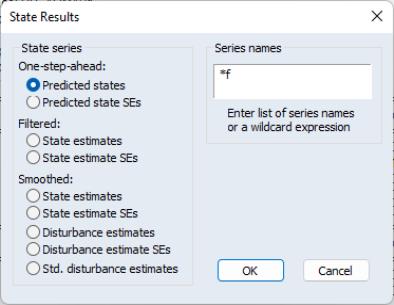 State Results
State series
One-step-ahead:
Predicted states
Predicted state SEs
Filtered:
State estimates
State estimate SEs
Smoothed:
State estimates
State estimate SEs
Disturbance estimates
Disturbance estimate SEs
Std. disturbance estimates
Series names
*f
Enter list of series names
or a wildcard expression
OK
Cancel